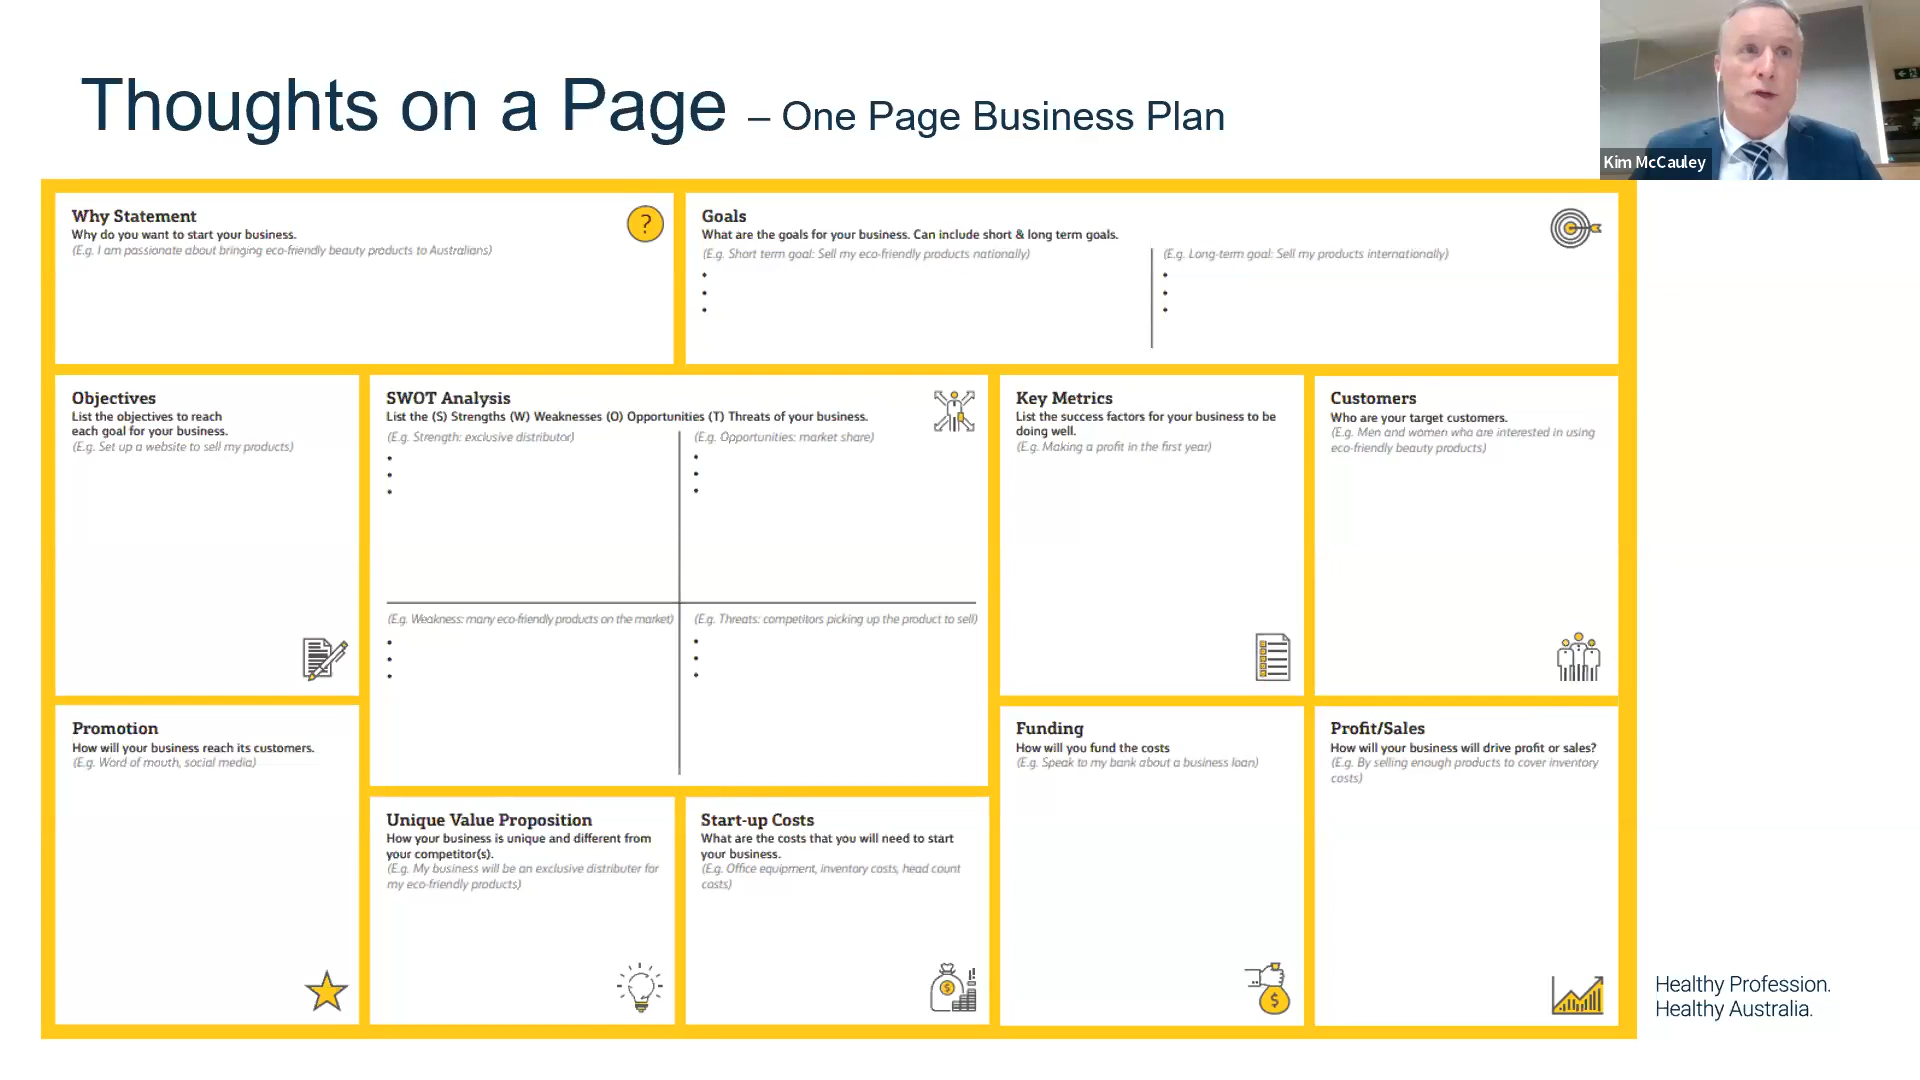 Thoughts on a Page – One Page Business Plan
Kim McCauley
Why Statement
Why do you want to start your business.
(E.g. I am passionate about bringing eco-friendly beauty products to Australians)
?
Goals
What are the goals for your business. Can include short & long term goals.
(E.g. Short term goal: Sell my eco-friendly products nationally)
(E.g. Long-term goal: Sell my products internationally)
Objectives
List the objectives to reach
each goal for your business.
(E.g. Set up a website to sell my products)
SWOT Analysis
List the (S) Strengths (W) Weaknesses (O) Opportunities (T) Threats of your business.
(E.g. Strength: exclusive distributor)
(E.g. Opportunities: market share)
(E.g. Weakness: many eco-friendly products on the market)
(E.g. Threats: competitors picking up the product to sell)
Key Metrics
List the success factors for your business to be
doing well.
(E.g. Making a profit in the first year)
Customers
Who are your target customers.
(E.g. Men and women who are interested in using
eco-friendly beauty products)
Promotion
How will your business reach its customers.
(E.g. Word of mouth, social media)
Unique Value Proposition
How your business is unique and different from
your competitor(s).
(E.g. My business will be an exclusive distributer for
my eco-friendly products)
Start-up Costs
What are the costs that you will need to start
your business.
(E.g. Office equipment, inventory costs, head count
costs)
$
Funding
How will you fund the costs
(E.g. Speak to my bank about a business loan)
$
Profit/Sales
How will your business will drive profit or sales?
(E.g. By selling enough products to cover inventory
costs)
Healthy Profession.
Healthy Australia.